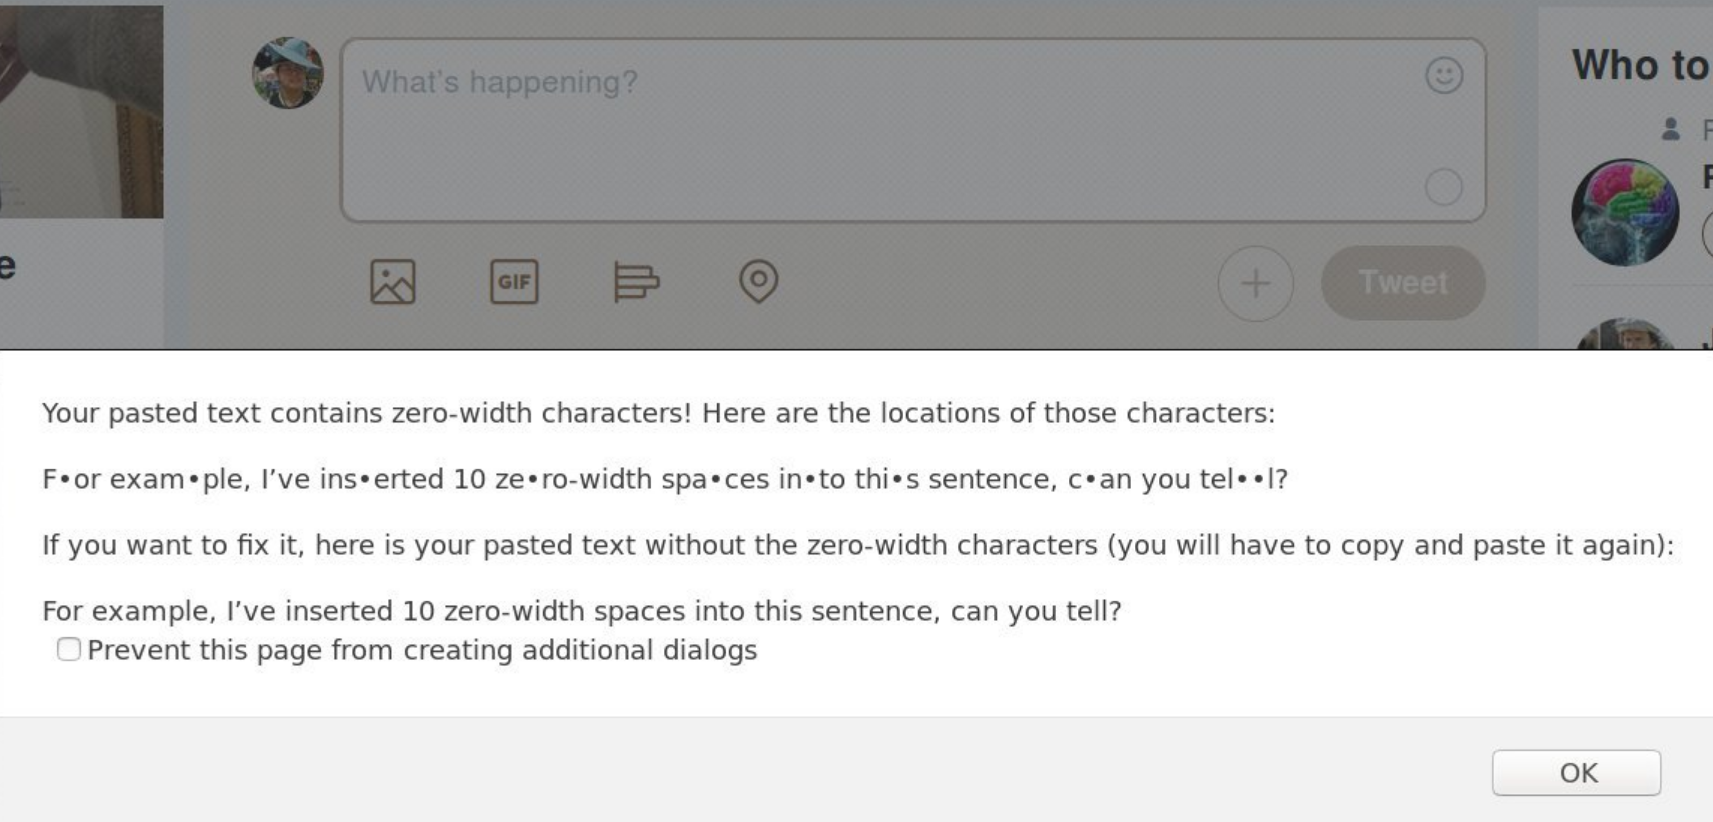 What's happening?
Who to
e
GIF
Tweet
Your pasted text contains zero-width characters! Here are the locations of those characters:
F•or exam•ple, I’ve ins•erted 10 ze•ro-width spa•ces in•to thi•s sentence, c•an you tel••l?
If you want to fix it, here is your pasted text without the zero-width characters (you will have to copy and paste it again):
For example, I’ve inserted 10 zero-width spaces into this sentence, can you tell?
Prevent this page from creating additional dialogs
OK